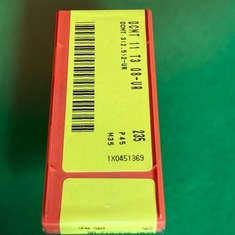 DCMT 11 T3 08-UR
DCMT 3(2.5)2-UR
235
P45
M35
1X0451369